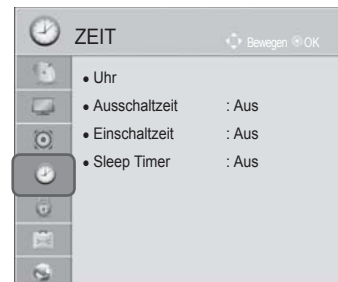 ZEIT
Bewegen OK
Uhr
Ausschaltzeit : Aus
Einschaltzeit : Aus
Sleep Timer : Aus